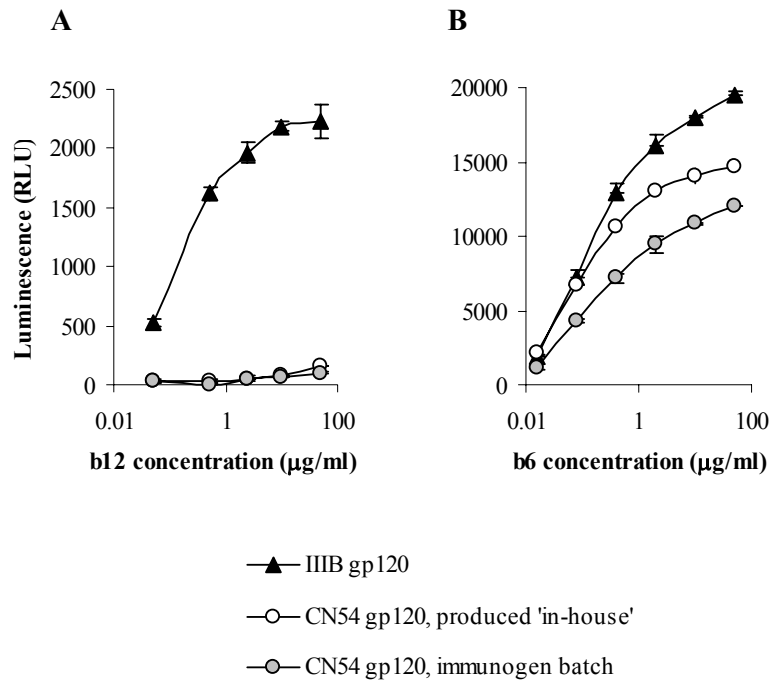 A
2500
2000
1500
1000
500
0
0.01
1
100
Luminescence (RLU)
b12 concentration (μg/ml)
B
20000
15000
10000
5000
0
0.01
1
100
b6 concentration (μg/ml)
IIIB gp120
CN54 gp120, produced 'in-house'
CN54 gp120, immunogen batch